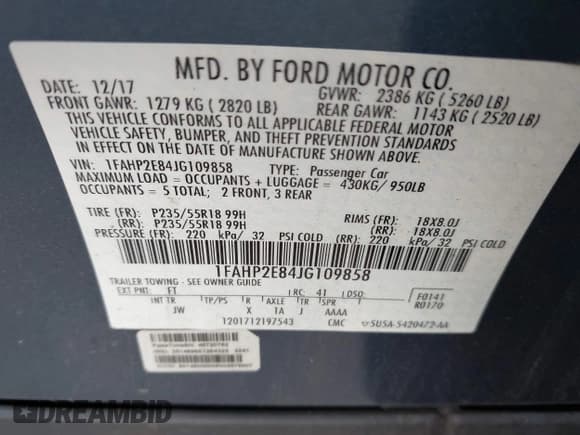 MFD. BY FORD MOTOR CO.
DATE: 12/17
GVWR: 2386 KG ( 5260 LB)
FRONT GAWR: 1279 KG ( 2820 LB)
REAR GAWR: 1143 KG ( 2520 LB)
THIS VEHICLE CONFORMS TO ALL APPLICABLE FEDERAL MOTOR
VEHICLE SAFETY, BUMPER, AND THEFT PREVENTION STANDARDS
IN EFFECT ON THE DATE OF MANUFACTURE SHOWN ABOVE.
VIN: 1FAHP2E84JG109858
TYPE: Passenger Car
MAXIMUM LOAD = OCCUPANTS + LUGGAGE = 430KG/ 950LB
OCCUPANTS = 5 TOTAL; 2 FRONT, 3 REAR
TIRE (FR): P235/55R18 99H
RIMS (FR): 18X8.0J
(RR): P235/55R18 99H
(RR): 18X8.0J
PRESSURE (FR): 220 kPa/ 32 PSI COLD
(RR): 220 kPa/ 32 PSI COLD
1FAHP2E84JG109858
TRAILER TOWING - SEE OWNER GUIDE
EXT PNT: FT RC: 41 DSO:
F0141
R0170
INT TR TP/PS R AXLE TR SPR
JW X 1A J AAAA
1201712197543
CMC 5U5A-5420472-AA
DREAMBID